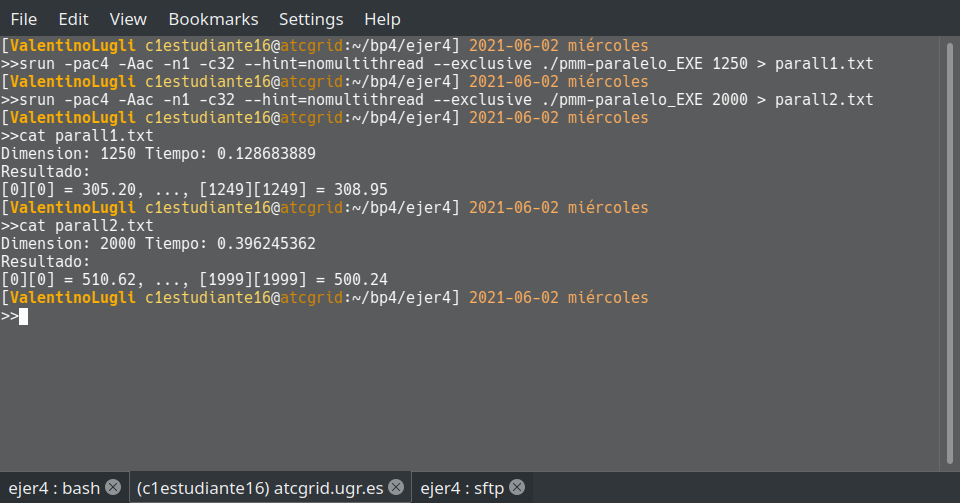 File Edit View Bookmarks Settings Help
[ValentinoLugli c1estudiante16@atcgrid:~/bp4/ejer4] 2021-06-02 miércoles
>>srun -pac4 -Aac -n1 -c32 --hint=nomultithread --exclusive ./pmm-paralelo_EXE 1250 > parall1.txt
[ValentinoLugli c1estudiante16@atcgrid:~/bp4/ejer4] 2021-06-02 miércoles
>>srun -pac4 -Aac -n1 -c32 --hint=nomultithread --exclusive ./pmm-paralelo_EXE 2000 > parall2.txt
[ValentinoLugli c1estudiante16@atcgrid:~/bp4/ejer4] 2021-06-02 miércoles
>>cat parall1.txt
Dimension: 1250 Tiempo: 0.128683889
Resultado:
[0][0] = 305.20, ..., [1249][1249] = 308.95
[ValentinoLugli c1estudiante16@atcgrid:~/bp4/ejer4] 2021-06-02 miércoles
>>cat parall2.txt
Dimension: 2000 Tiempo: 0.396245362
Resultado:
[0][0] = 510.62, ..., [1999][1999] = 500.24
[ValentinoLugli c1estudiante16@atcgrid:~/bp4/ejer4] 2021-06-02 miércoles
>>
ejer4 : bash (c1estudiante16) atcgrid.ugr.es ejer4 : sftp